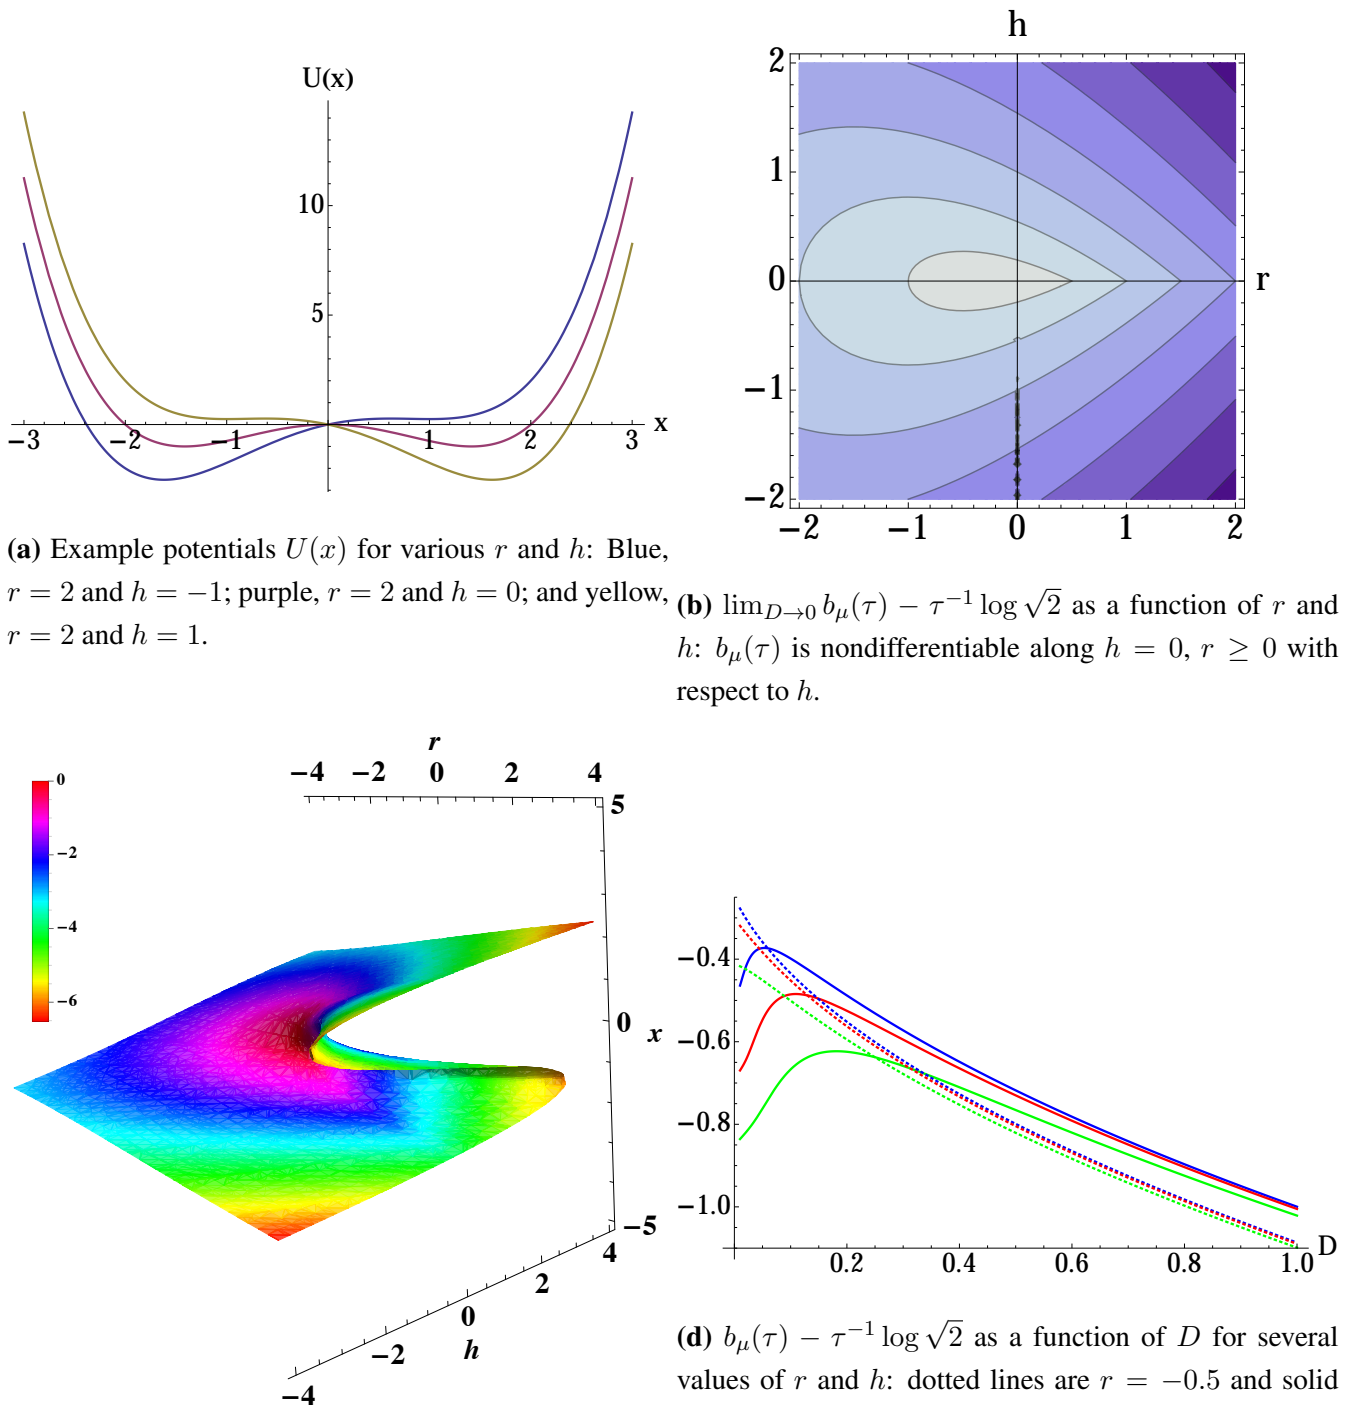 U(x)
10
5
−3
−2
−1
1
2
3
x
(a) Example potentials U(x) for various r and h: Blue,
r = 2 and h = −1; purple, r = 2 and h = 0; and yellow,
r = 2 and h = 1.
h
2
1
0
−1
−2
−2
−1
0
1
2
r
(b) lim_{D→0} b_μ(τ) − τ^{−1} log √2 as a function of r and
h: b_μ(τ) is nondifferentiable along h = 0, r ≥ 0 with
respect to h.
r
−4 −2 0 2 4
0
−2
−4
−6
5
0
x
−5
4
2
0
−2
−4
h
−0.4
−0.6
−0.8
−1.0
0.2 0.4 0.6 0.8 1.0
D
(d) b_μ(τ) − τ^{−1} log √2 as a function of D for several
values of r and h: dotted lines are r = −0.5 and solid